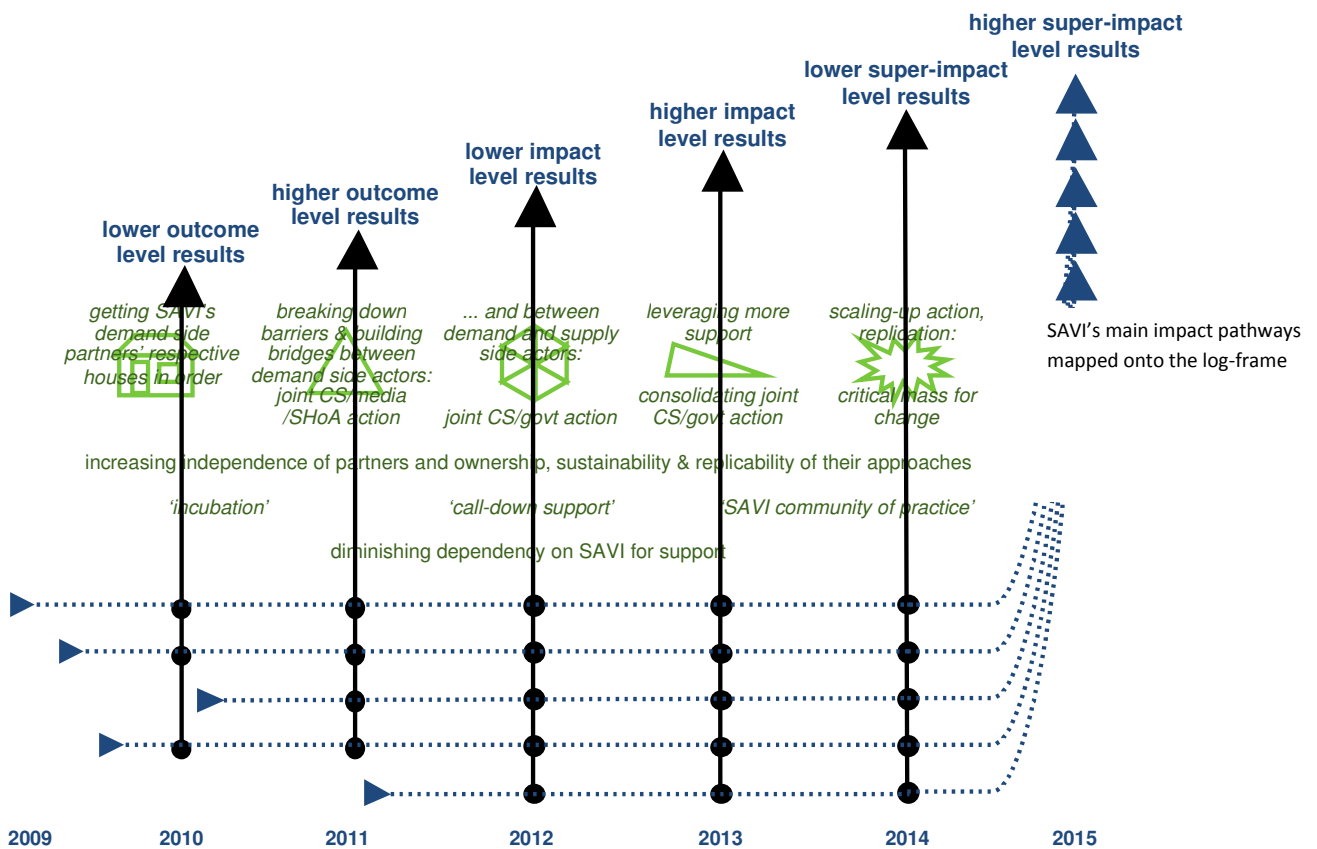 higher super-impact
level results
lower super-impact
level results
higher impact
level results
lower impact
level results
higher outcome
level results
lower outcome
level results
getting SAVI's
demand side
partners' respective
houses in order
breaking down
barriers & building
bridges between
demand side actors:
joint CS/media
/SHoA action
... and between
demand and supply
side actors:
joint CS/govt action
leveraging more
support
consolidating joint
CS/govt action
scaling-up action,
replication:
critical mass for
change
SAVI's main impact pathways
mapped onto the log-frame
increasing independence of partners and ownership, sustainability & replicability of their approaches
'incubation'
'call-down support'
'SAVI community of practice'
diminishing dependency on SAVI for support
2009
2010
2011
2012
2013
2014
2015